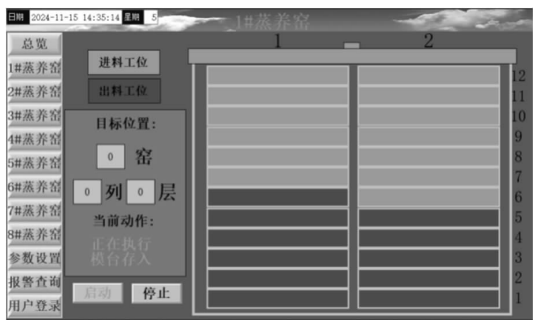 日期 2024-11-15 14:35:14 星期 5
1#蒸养窑
总览
1#蒸养窑
2#蒸养窑
3#蒸养窑
4#蒸养窑
5#蒸养窑
6#蒸养窑
7#蒸养窑
8#蒸养窑
参数设置
报警查询
用户登录
进料工位
出料工位
目标位置:
0 窑
0 列 0 层
当前动作:
正在执行
模台存入
启动 停止
1 2
12
11
10
9
8
7
6
5
4
3
2
1